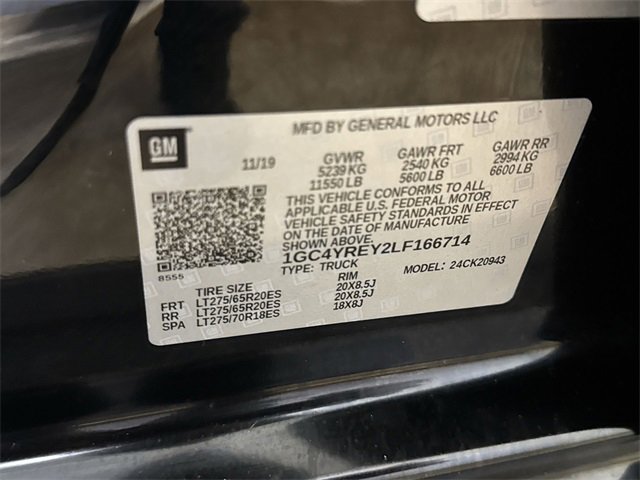 MFD BY GENERAL MOTORS LLC
GM
11/19
GVWR
5239 KG
11550 LB
GAWR FRT
2540 KG
5600 LB
GAWR RR
2994 KG
6600 LB
THIS VEHICLE CONFORMS TO ALL
APPLICABLE U.S. FEDERAL MOTOR
VEHICLE SAFETY STANDARDS IN EFFECT
ON THE DATE OF MANUFACTURE
SHOWN ABOVE.
1GC4YREY2LF166714
TYPE: TRUCK MODEL: 24CK20943
8555
TIRE SIZE RIM
FRT LT275/65R20ES 20X8.5J
RR LT275/65R20ES 20X8.5J
SPA LT275/70R18ES 18X8J